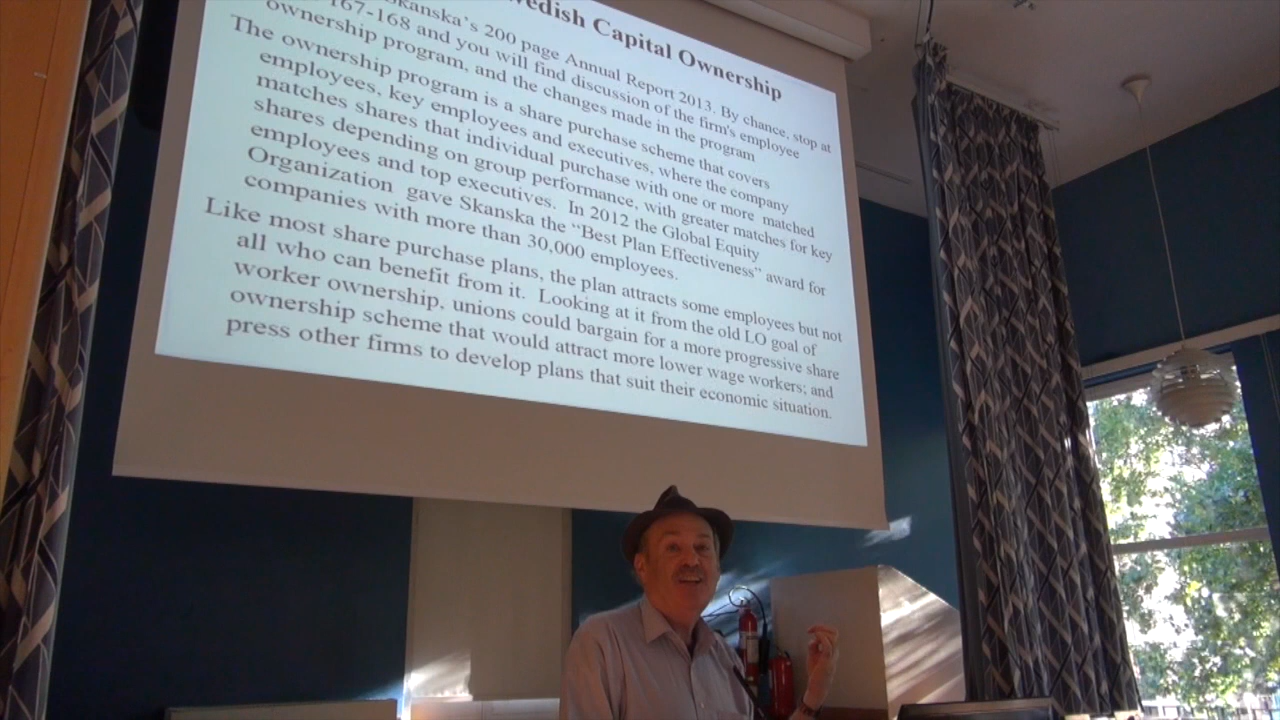 wedish Capital Ownership
Skanska's 200 page Annual Report 2013. By chance, stop at
167-168 and you will find discussion of the firm's employee
ownership program, and the changes made in the program
The ownership program is a share purchase scheme that covers
employees, key employees and executives, where the company
matches shares that individual purchase with one or more matched
shares depending on group performance, with greater matches for key
employees and top executives. In 2012 the Global Equity
Organization gave Skanska the “Best Plan Effectiveness” award for
companies with more than 30,000 employees.
Like most share purchase plans, the plan attracts some employees but not
all who can benefit from it. Looking at it from the old LO goal of
worker ownership. unions could bargain for a more progressive share
ownership scheme that would attract more lower wage workers; and
press other firms to develop plans that suit their economic situation.